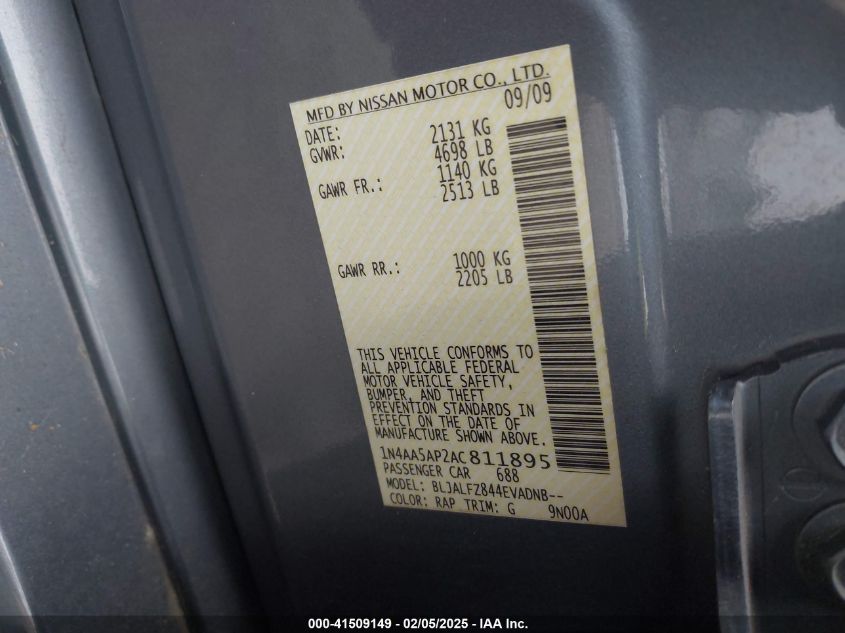 MFD BY NISSAN MOTOR CO., LTD.
DATE: 09/09
GVWR: 2131 KG
4698 LB
GAWR FR.: 1140 KG
2513 LB
GAWR RR.: 1000 KG
2205 LB
THIS VEHICLE CONFORMS TO
ALL APPLICABLE FEDERAL
MOTOR VEHICLE SAFETY,
BUMPER, AND THEFT
PREVENTION STANDARDS IN
EFFECT ON THE DATE OF
MANUFACTURE SHOWN ABOVE.
1N4AA5AP2AC811895
PASSENGER CAR 688
MODEL: BLJALFZ844EVADNB--
COLOR: RAP TRIM: G 9N00A
000-41509149 - 02/05/2025 - IAA Inc.